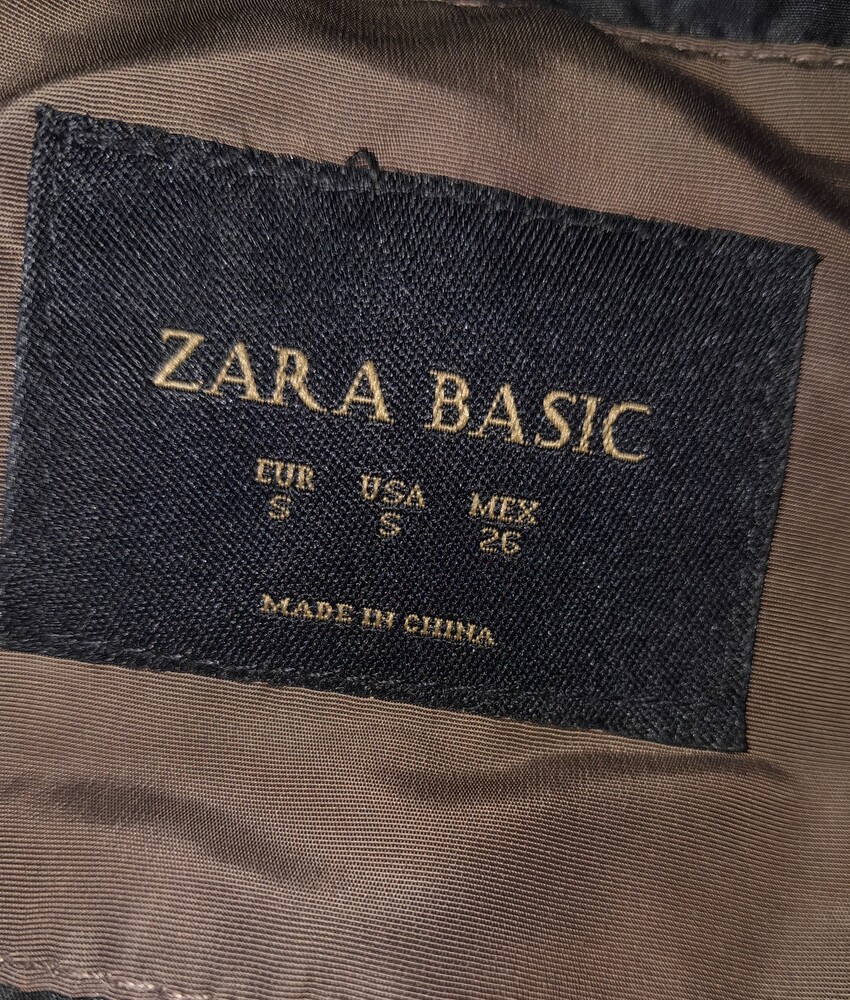 ZARA BASIC
EUR USA MEX
S S 26
MADE IN CHINA